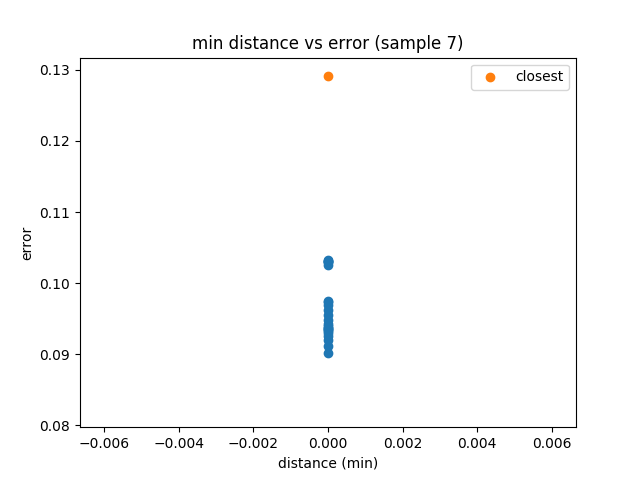 min distance vs error (sample 7)
closest
0.13
0.12
0.11
0.10
0.09
0.08
error
−0.006 −0.004 −0.002 0.000 0.002 0.004 0.006
distance (min)